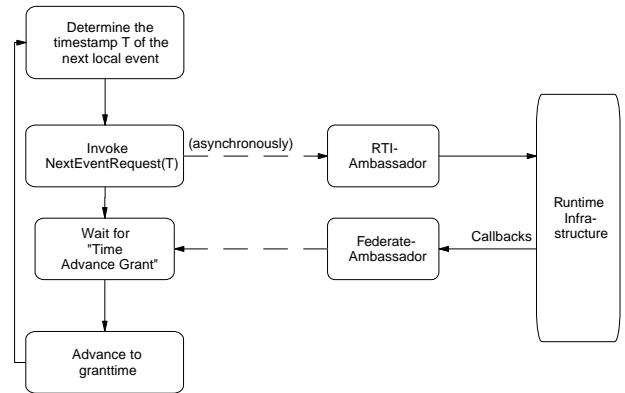 Determine the
timestamp T of the
next local event
Invoke
NextEventRequest(T)
(asynchronously)
RTI-
Ambassador
Runtime
Infra-
structure
Wait for
"Time
Advance Grant"
Federate-
Ambassador
Callbacks
Advance to
granttime